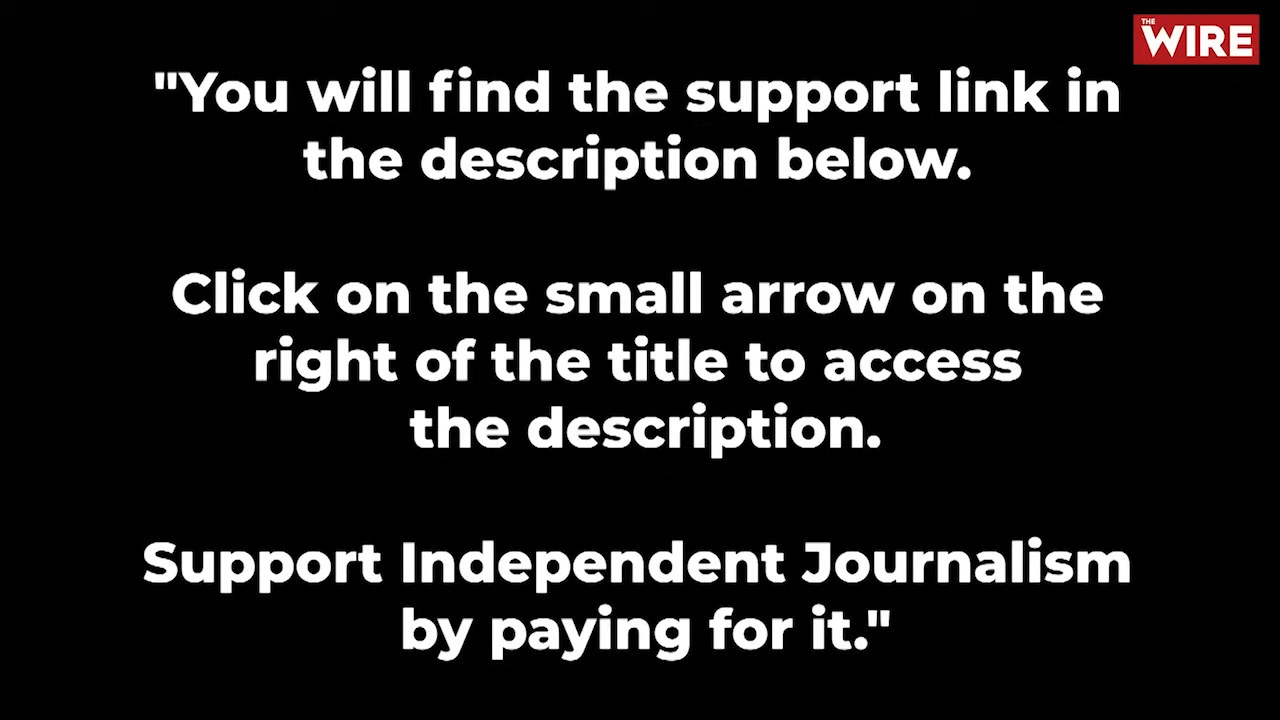 THE
WIRE
"You will find the support link in
the description below.
Click on the small arrow on the
right of the title to access
the description.
Support Independent Journalism
by paying for it."